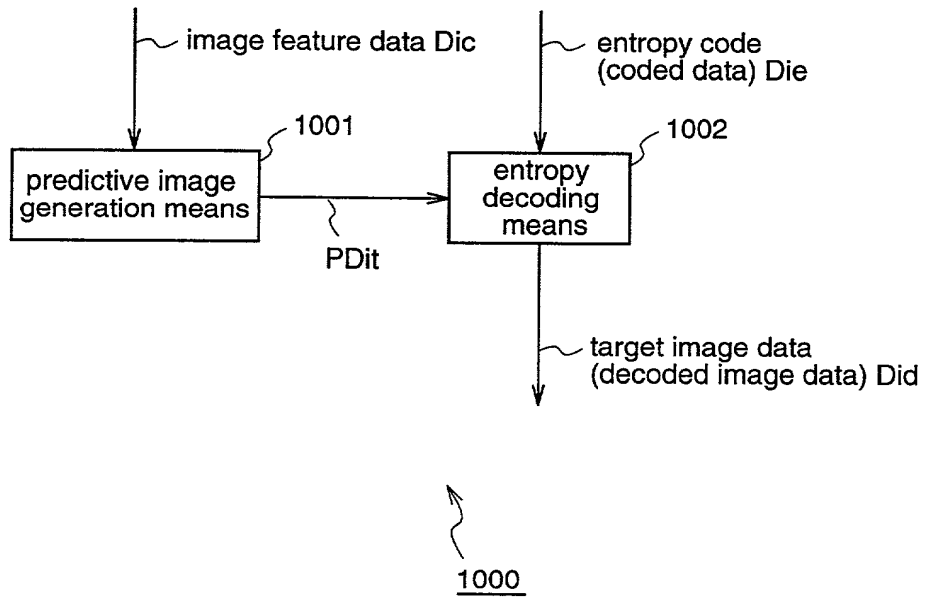 image feature data Dic
entropy code
(coded data) Die
1001
1002
predictive image
generation means
entropy
decoding
means
PDit
target image data
(decoded image data) Did
1000